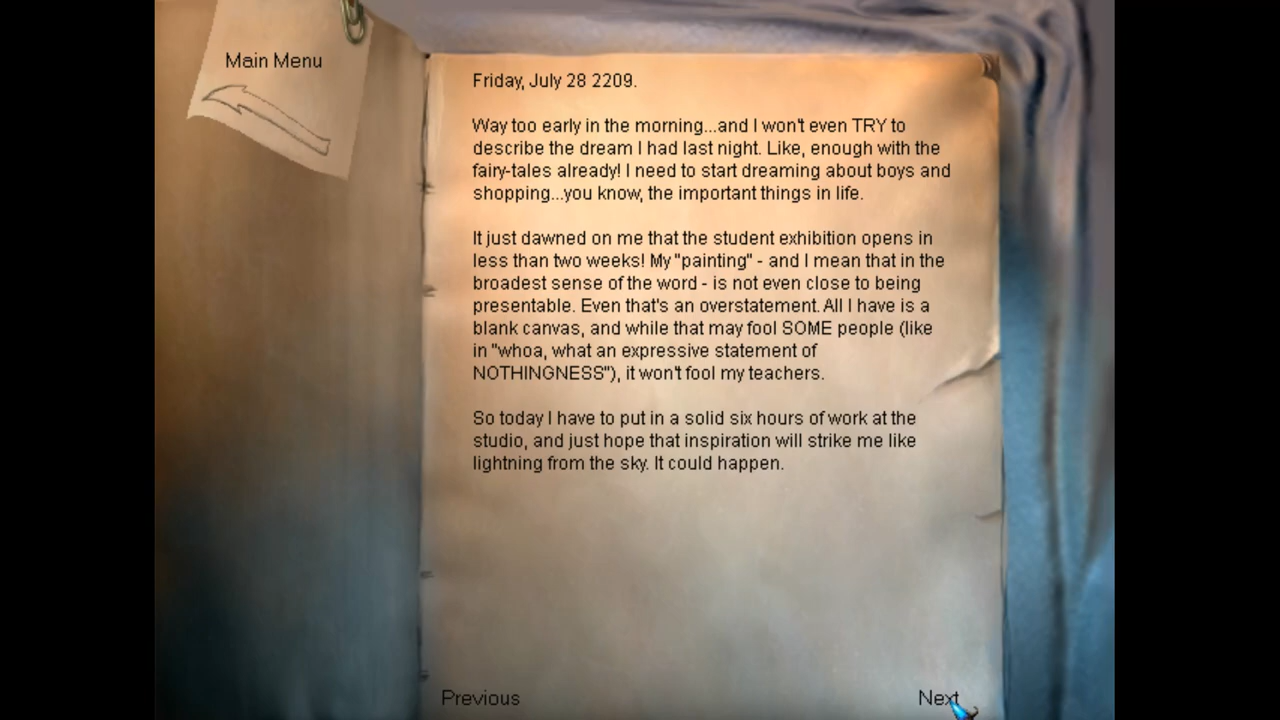 Main Menu
Friday, July 28 2209.
Way too early in the morning...and I won't even TRY to
describe the dream I had last night. Like, enough with the
fairy-tales already! I need to start dreaming about boys and
shopping...you know, the important things in life.
It just dawned on me that the student exhibition opens in
less than two weeks! My "painting" - and I mean that in the
broadest sense of the word - is not even close to being
presentable. Even that's an overstatement. All I have is a
blank canvas, and while that may fool SOME people (like
in "whoa, what an expressive statement of
NOTHINGNESS"), it won't fool my teachers.
So today I have to put in a solid six hours of work at the
studio, and just hope that inspiration will strike me like
lightning from the sky. It could happen.
Previous
Next